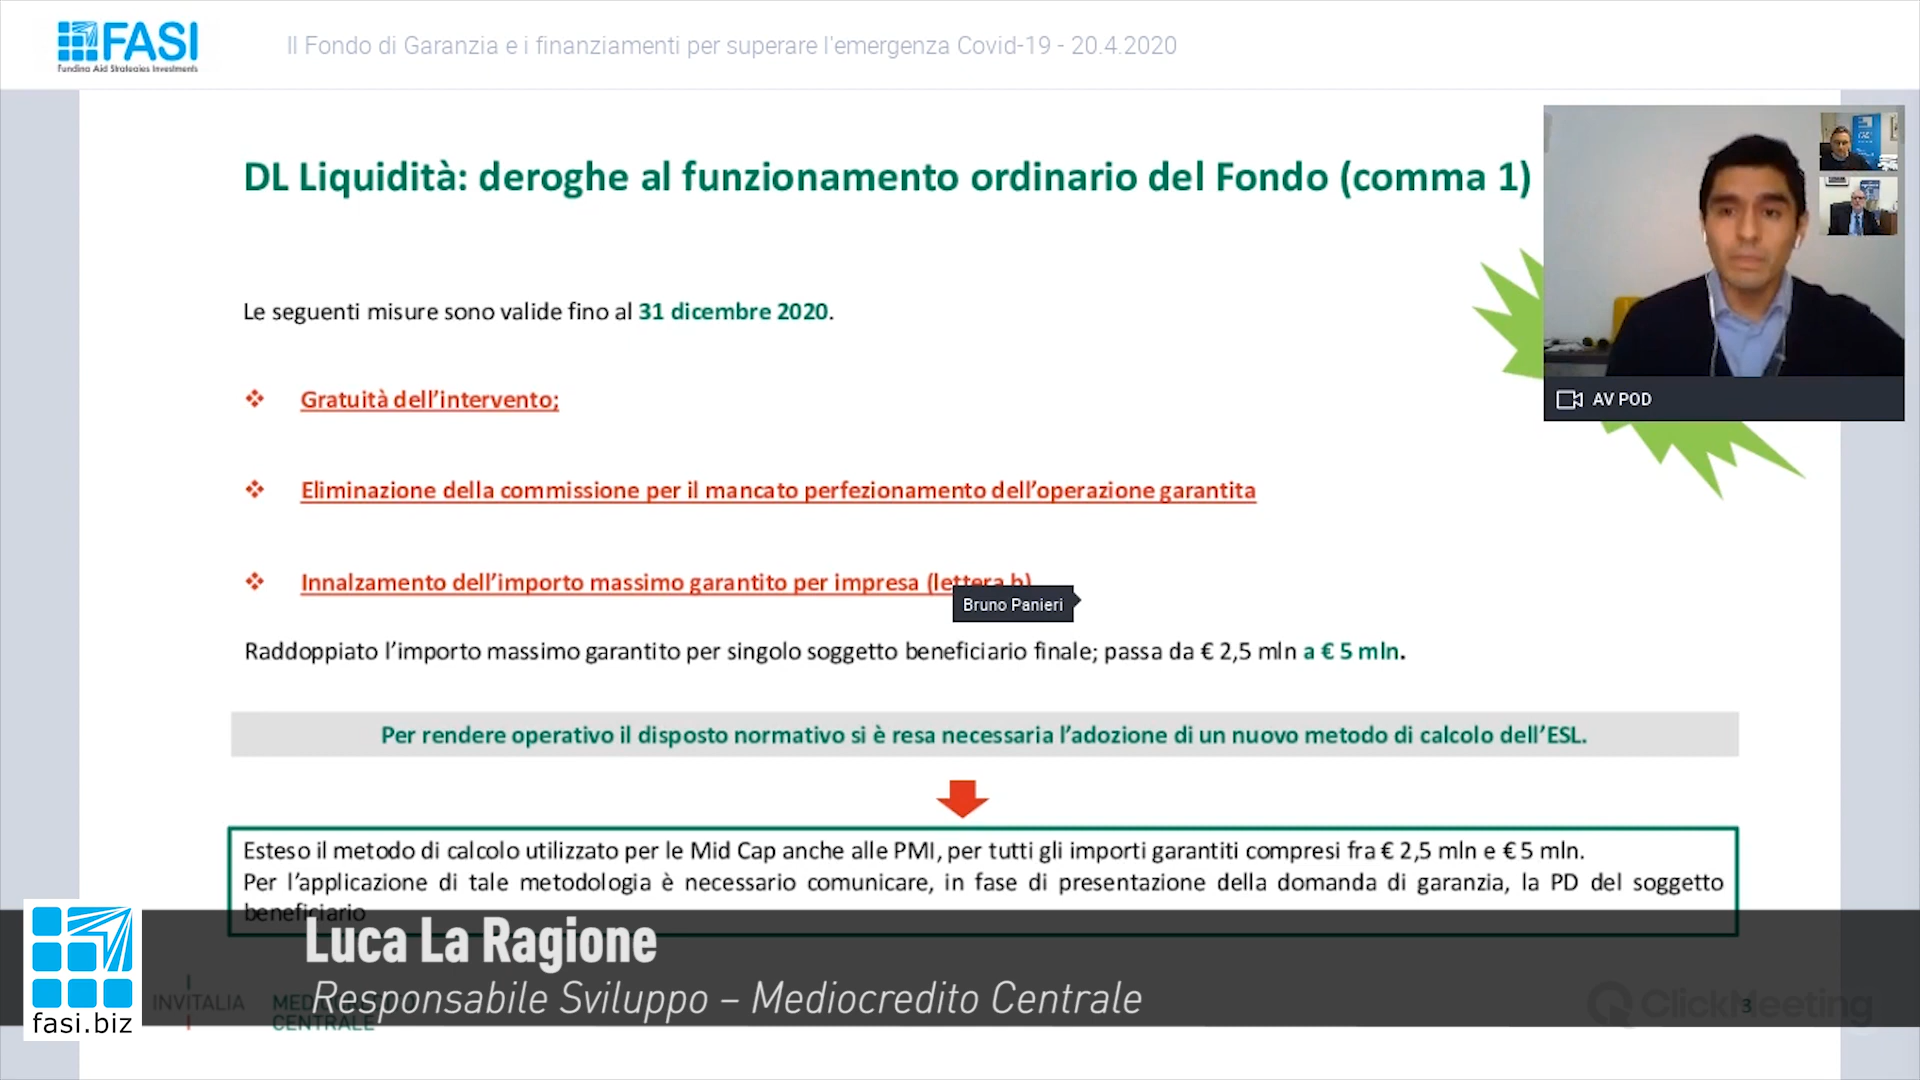 FASI
Funding Aid Strategies Investments
Il Fondo di Garanzia e i finanziamenti per superare l'emergenza Covid-19 - 20.4.2020
DL Liquidità: deroghe al funzionamento ordinario del Fondo (comma 1)
Le seguenti misure sono valide fino al 31 dicembre 2020.
Gratuità dell'intervento;
Eliminazione della commissione per il mancato perfezionamento dell'operazione garantita
Innalzamento dell'importo massimo garantito per impresa (lettera b)
Bruno Panieri
AV POD
Raddoppiato l'importo massimo garantito per singolo soggetto beneficiario finale; passa da € 2,5 mln a € 5 mln.
Per rendere operativo il disposto normativo si è resa necessaria l'adozione di un nuovo metodo di calcolo dell'ESL.
Esteso il metodo di calcolo utilizzato per le Mid Cap anche alle PMI, per tutti gli importi garantiti compresi fra € 2,5 mln e € 5 mln.
Per l'applicazione di tale metodologia è necessario comunicare, in fase di presentazione della domanda di garanzia, la PD del soggetto
beneficiario
Luca La Ragione
Responsabile Sviluppo – Mediocredito Centrale
fasi.biz
INVITALIA
CENTRALE
ClickMeeting
3